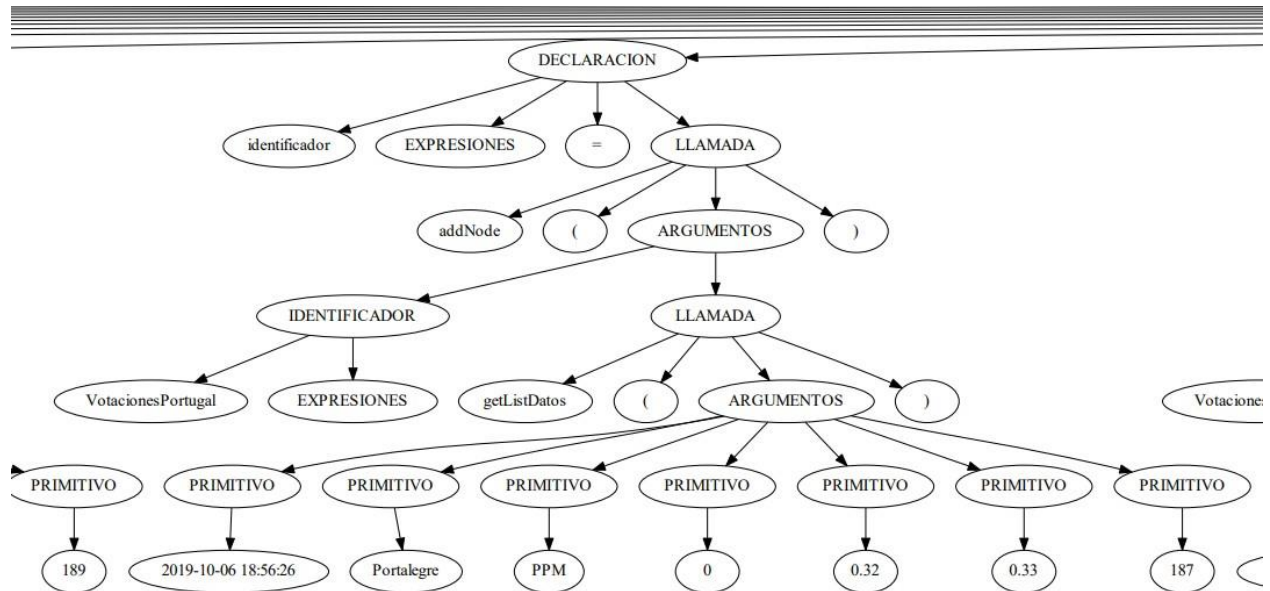 DECLARACION
identificador EXPRESIONES = LLAMADA
addNode ( ARGUMENTOS )
IDENTIFICADOR LLAMADA
VotacionesPortugal EXPRESIONES getListDatos ( ARGUMENTOS ) Votaciones
PRIMITIVO PRIMITIVO PRIMITIVO PRIMITIVO PRIMITIVO PRIMITIVO PRIMITIVO PRIMITIVO
189 2019-10-06 18:56:26 Portalegre PPM 0 0.32 0.33 187